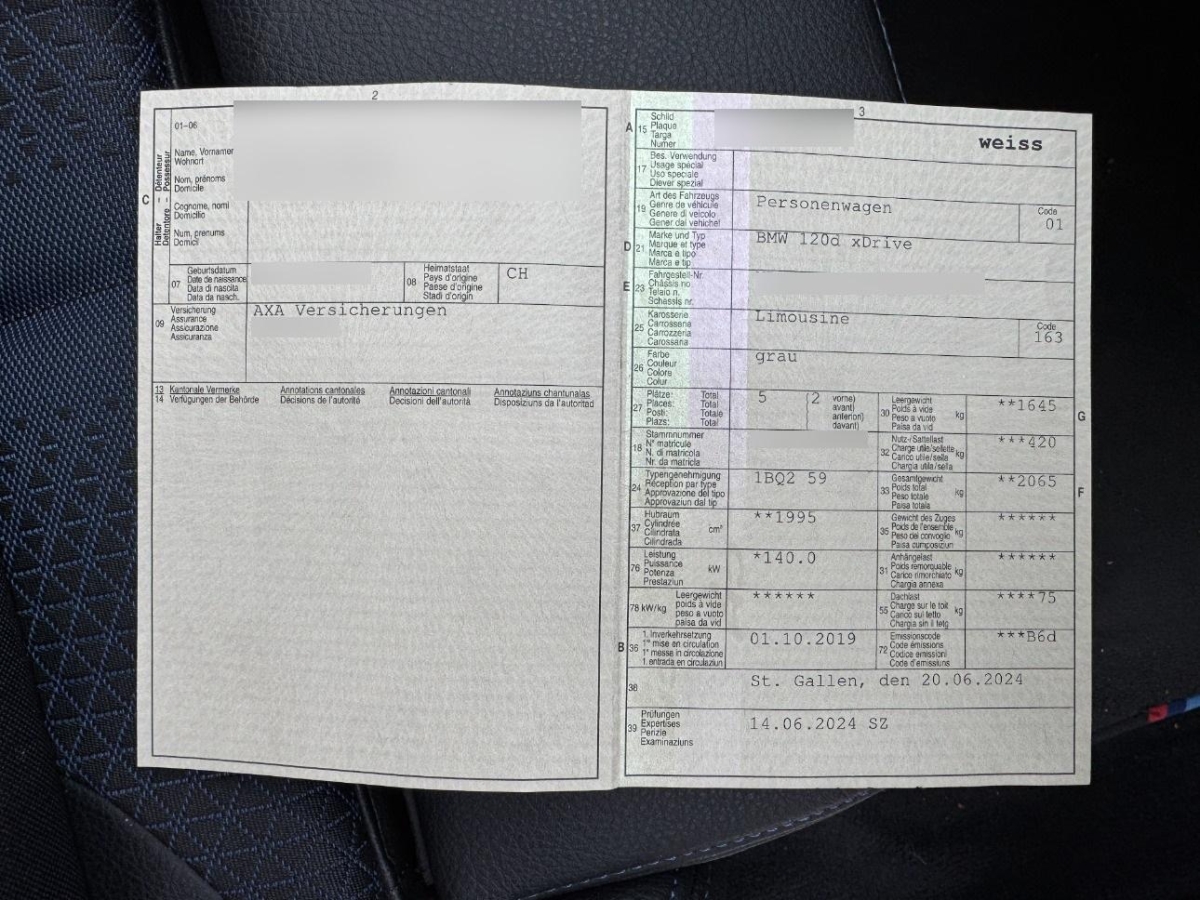 2
01-06
Halter Détenteur
Detentore Possessur
C
Name, Vornamen
Wohnort
Nom, prénoms
Domicile
Cognome, nomi
Domicilio
Num, prenums
Domicil
07
Geburtsdatum
Date de naissance
Data di nascita
Data da nasch.
08
Heimatstaat
Pays d'origine
Paese d'origine
Stadi d'origin
CH
09
Versicherung
Assurance
Assicurazione
Assicuranza
AXA Versicherungen
13 Kantonale Vermerke Annotations cantonales Annotazioni cantonali Annotaziuns chantunalas
14 Verfügungen der Behörde Décisions de l'autorité Decisioni dell'autorità Disposiziuns da l'autoritad
3
A 15
Schild
Plaque
Targa
Numer
weiss
17
Bes. Verwendung
Usage spécial
Uso speciale
Diever spezial
19
Art des Fahrzeugs
Genre de véhicule
Genere di veicolo
Gener dal vehichel
Personenwagen
Code
01
D 21
Marke und Typ
Marque et type
Marca e tipo
Marca e tip
BMW 120d xDrive
E 23
Fahrgestell-Nr.
Châssis no
Telaio n.
Schassis nr.
25
Karosserie
Carrosserie
Carrozzeria
Carossaria
Limousine
Code
163
26
Farbe
Couleur
Colore
Colur
grau
27
Plätze: Total
Places: Total
Posti: Totale
Plazs: Total
5
2
vorne)
avant)
anteriori)
davant)
30
Leergewicht
Poids à vide
Peso a vuoto
Paisa da vid
kg
**1645
G
18
Stammnummer
N° matricule
N. di matricola
Nr. da matricla
32
Nutz-/Sattellast
Charge utile/sellette
Carico utile/sella
Chargia utila/sella
kg
***420
24
Typengenehmigung
Réception par type
Approvazione del tipo
Approvaziun dal tip
1BQ2 59
33
Gesamtgewicht
Poids total
Peso totale
Paisa totala
kg
**2065
F
37
Hubraum
Cylindrée
Cilindrata
Cilindrada
cm³
**1995
35
Gewicht des Zuges
Poids de l'ensemble
Peso del convoglio
Paisa cumposiziun
kg
******
76
Leistung
Puissance
Potenza
Prestaziun
kW
*140.0
31
Anhängelast
Poids remorquable
Carico rimorchiato
Chargia annexa
kg
******
78 kW/kg
Leergewicht
poids à vide
peso a vuoto
paisa da vid
******
55
Dachlast
Charge sur le toit
Carico sul tetto
Chargia sin il tetg
kg
****75
B 36
1. Inverkehrsetzung
1re mise en circulation
1a messa in circolazione
1. entrada en circulaziun
01.10.2019
72
Emissionscode
Code émissions
Codice emissioni
Code d'emissiuns
***B6d
38
St. Gallen, den 20.06.2024
39
Prüfungen
Expertises
Perizie
Examinaziuns
14.06.2024 SZ